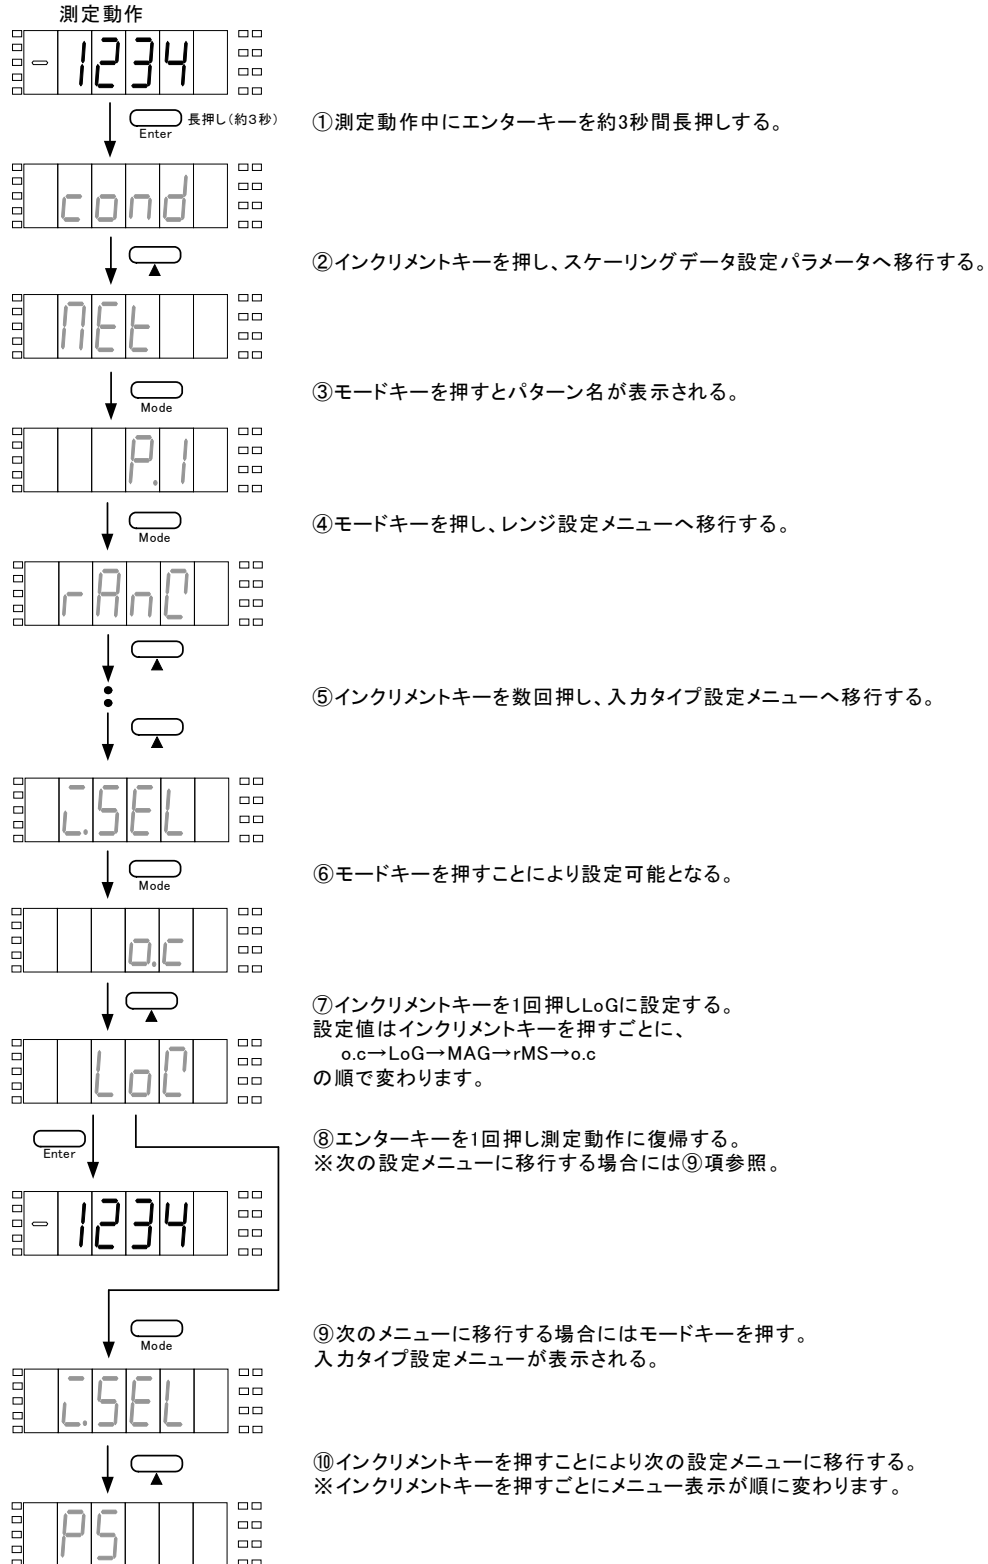 測定動作
-1234
長押し(約3秒)
Enter
①測定動作中にエンターキーを約3秒間長押しする。
cond
②インクリメントキーを押し、スケーリングデータ設定パラメータへ移行する。
▲
MEt
③モードキーを押すとパターン名が表示される。
Mode
P.1
④モードキーを押し、レンジ設定メニューへ移行する。
Mode
rAnG
▲
⑤インクリメントキーを数回押し、入力タイプ設定メニューへ移行する。
▲
i.SEL
⑥モードキーを押すことにより設定可能となる。
Mode
o.c
⑦インクリメントキーを1回押しLoGに設定する。
▲
設定値はインクリメントキーを押すごとに、
o.c→LoG→MAG→rMS→o.c
の順で変わります。
LoG
⑧エンターキーを1回押し測定動作に復帰する。
Enter
※次の設定メニューに移行する場合には⑨項参照。
-1234
⑨次のメニューに移行する場合にはモードキーを押す。
Mode
入力タイプ設定メニューが表示される。
i.SEL
⑩インクリメントキーを押すことにより次の設定メニューに移行する。
▲
※インクリメントキーを押すごとにメニュー表示が順に変わります。
PS